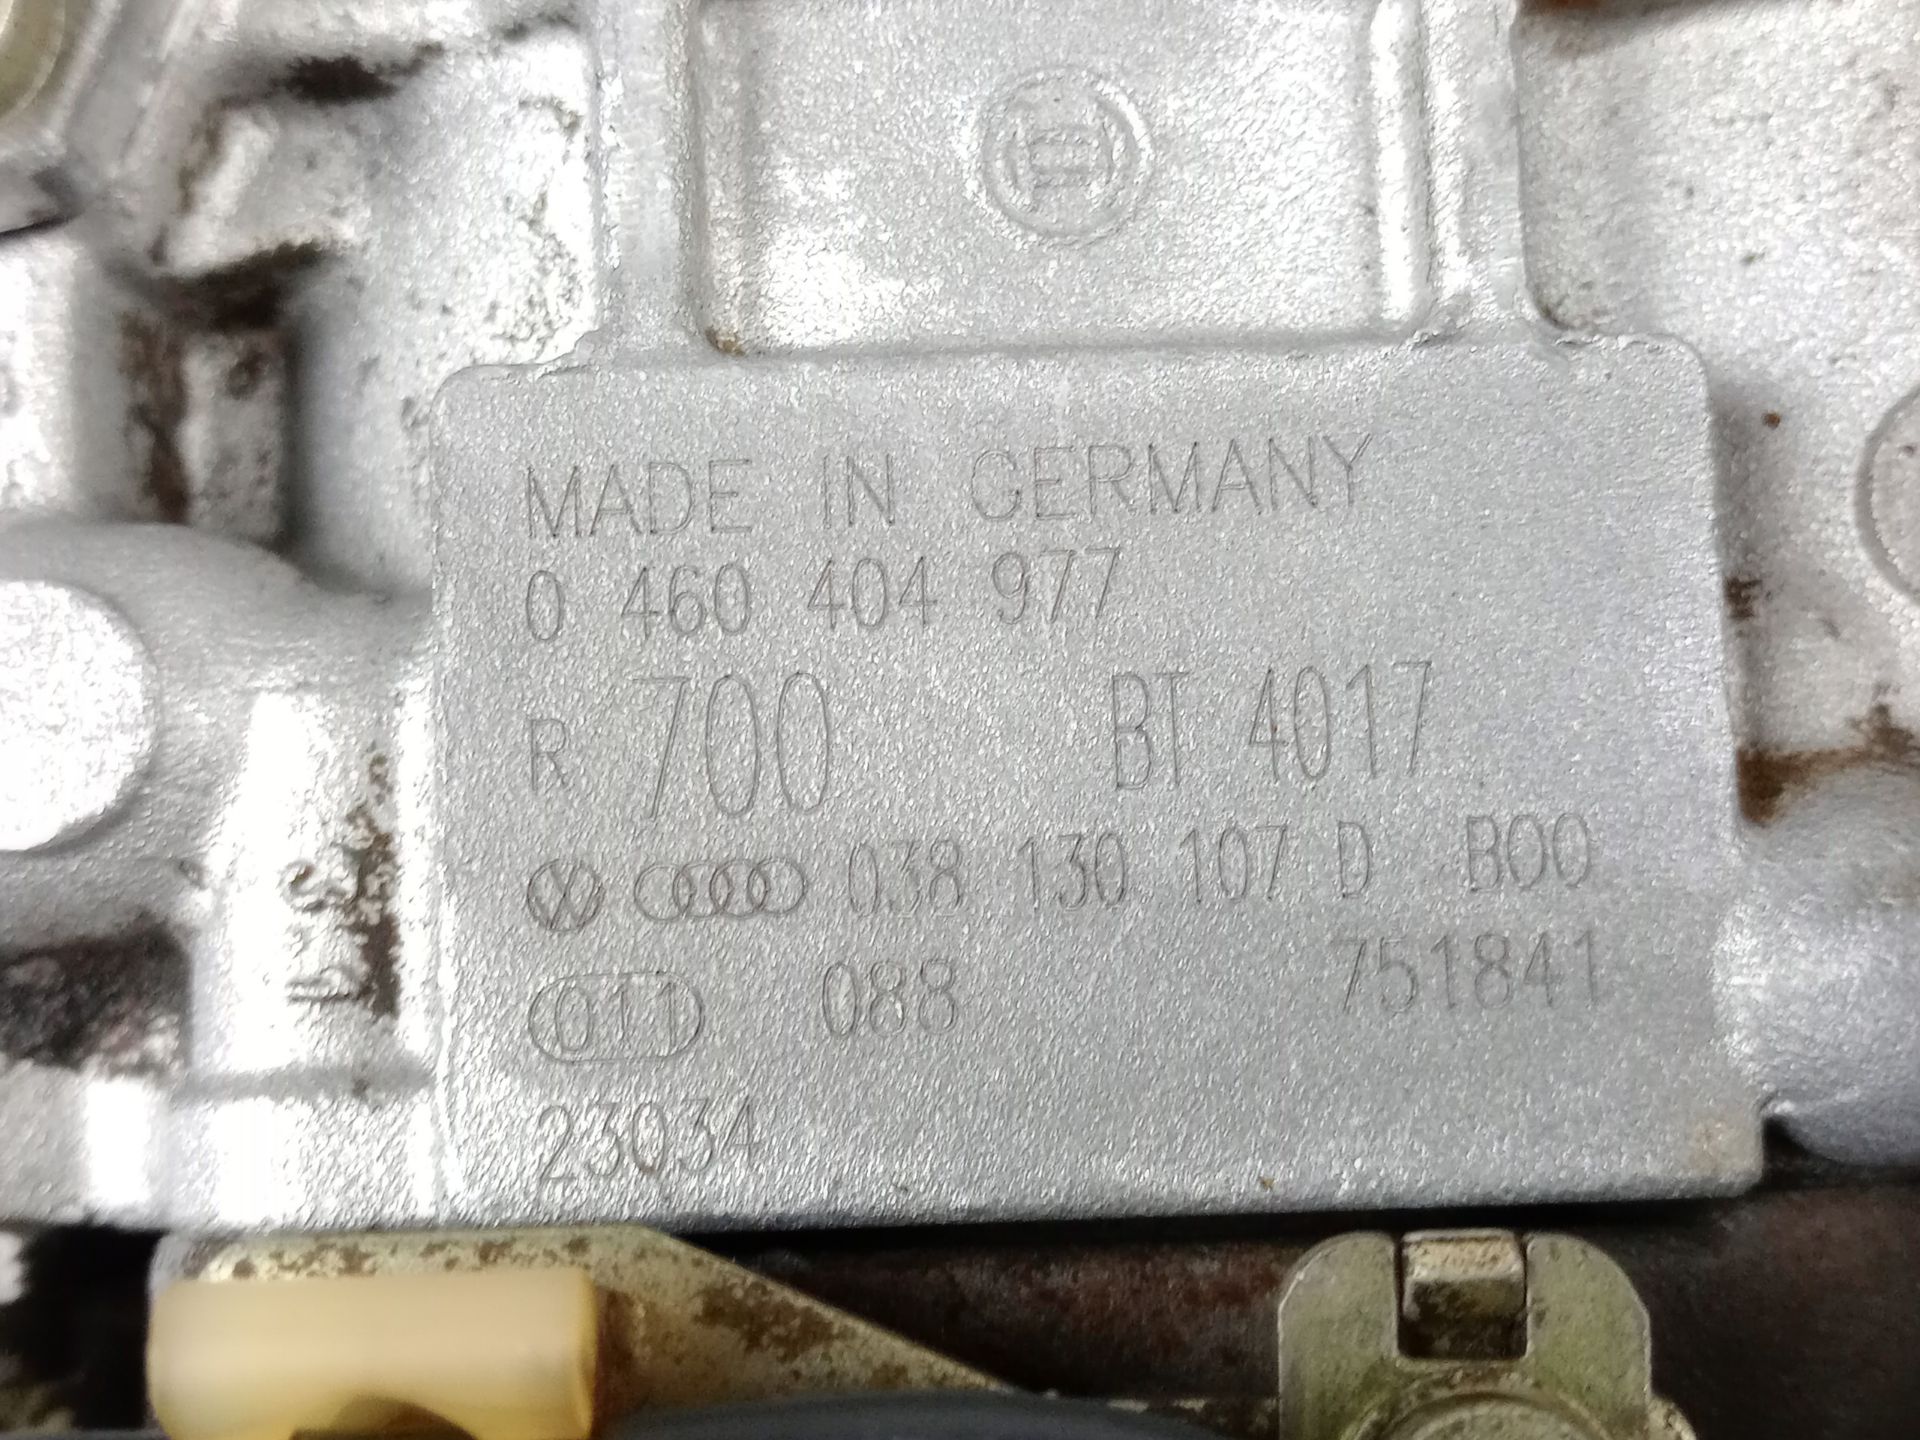 MADE IN GERMANY
0 460 404 977
R 700 BT 4017
038 130 107 D B00
011 088 751841
23034